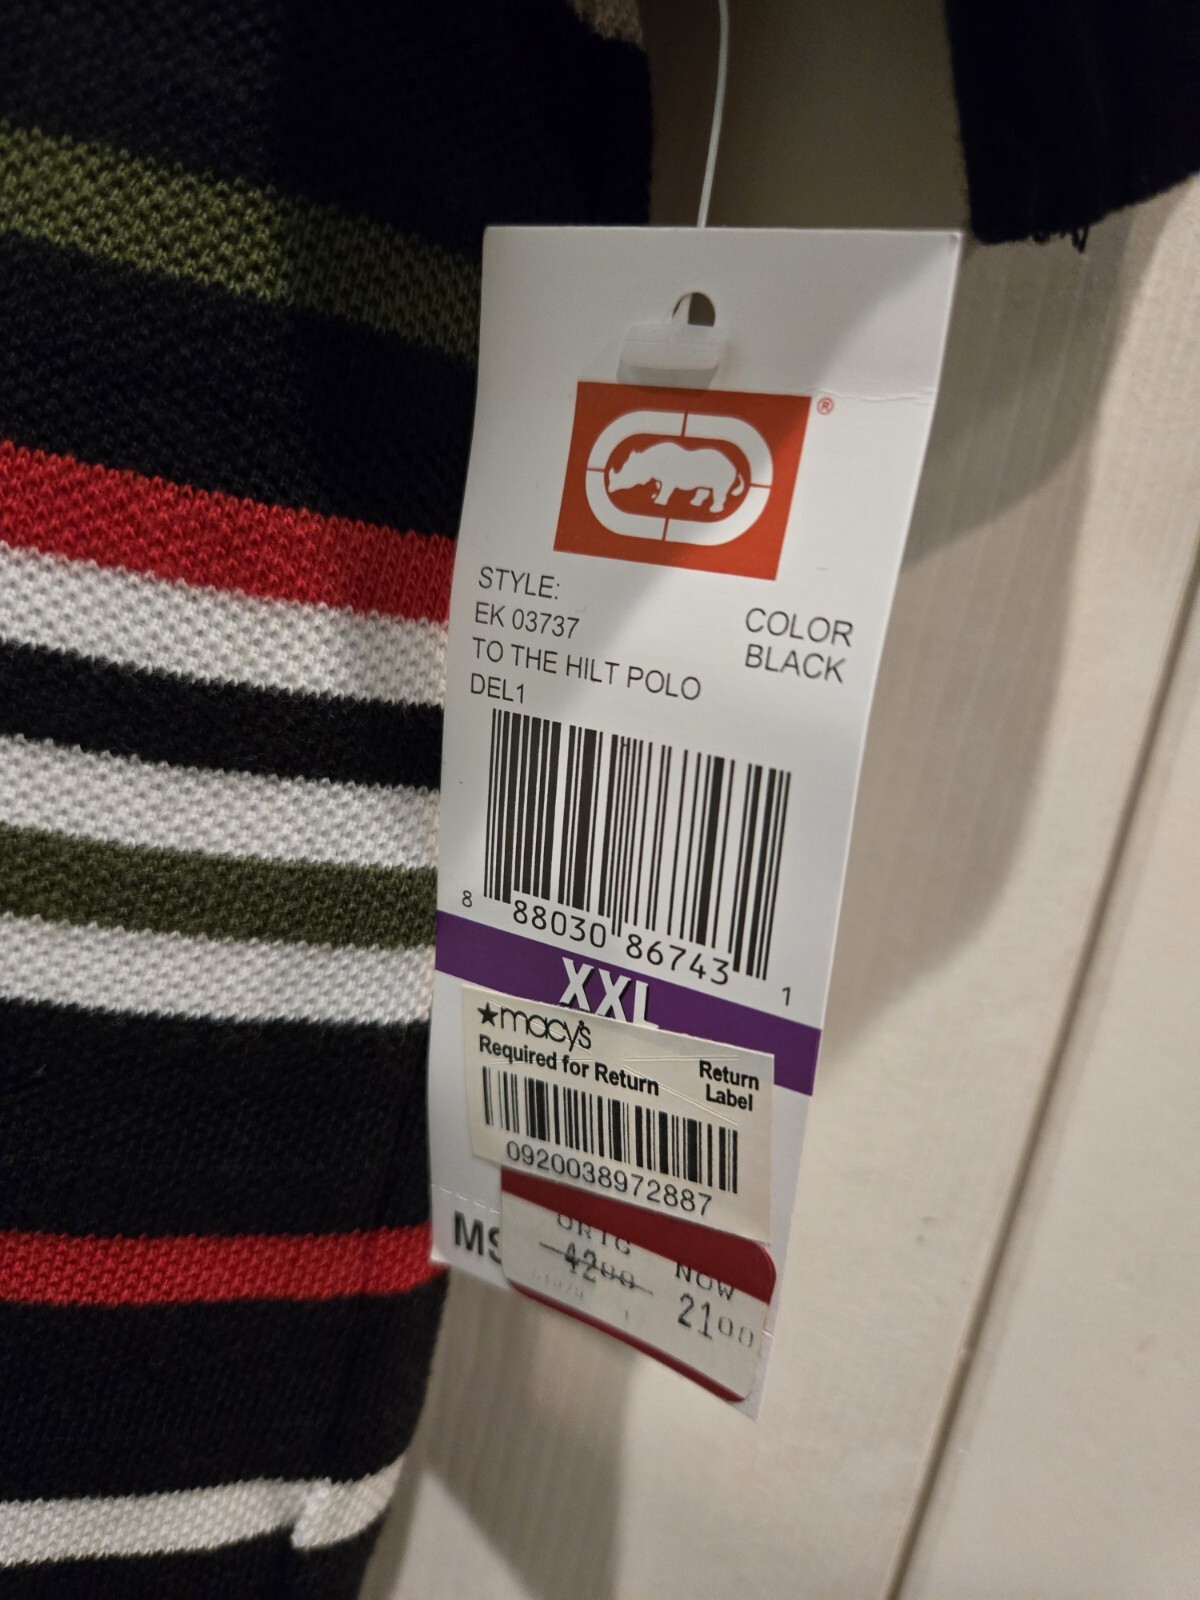 ®
STYLE:
EK 03737
TO THE HILT POLO
DEL1
COLOR
BLACK
8 88030 86743 1
XXL
★macy's
Required for Return
Return
Label
0920038972887
MS
ORIG
4200
NOW
2100